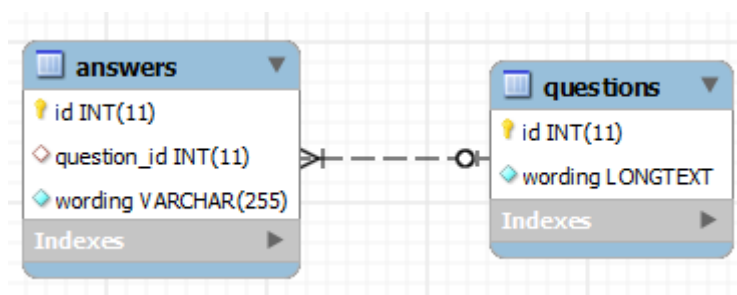 answers
id INT(11)
question_id INT(11)
wording VARCHAR(255)
Indexes
questions
id INT(11)
wording LONGTEXT
Indexes